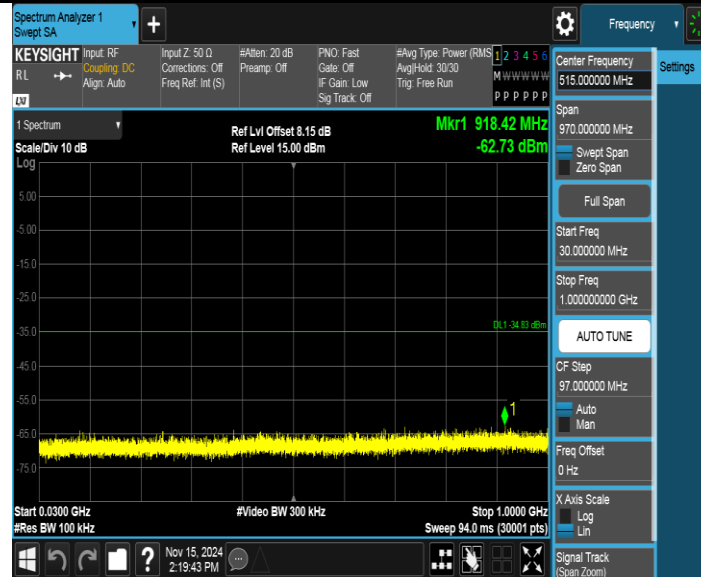 Spectrum Analyzer 1
Swept SA
Frequency
KEYSIGHT
RL
LXI
Input: RF
Coupling: DC
Align: Auto
Input Z: 50 Ω
Corrections: Off
Freq Ref: Int (S)
#Atten: 20 dB
Preamp: Off
PNO: Fast
Gate: Off
IF Gain: Low
Sig Track: Off
#Avg Type: Power (RMS
Avg|Hold: 30/30
Trig: Free Run
1 2 3 4 5 6
M W W W W W
P P P P P P
1 Spectrum
Scale/Div 10 dB
Ref Lvl Offset 8.15 dB
Ref Level 15.00 dBm
Mkr1 918.42 MHz
-62.73 dBm
Log
5.00
-5.00
-15.0
-25.0
-35.0
-45.0
-55.0
-65.0
-75.0
DL1 -34.83 dBm
1
Start 0.0300 GHz
#Res BW 100 kHz
#Video BW 300 kHz
Stop 1.0000 GHz
Sweep 94.0 ms (30001 pts)
Nov 15, 2024
2:19:43 PM
?
Center Frequency
515.000000 MHz
Span
970.000000 MHz
Swept Span
Zero Span
Full Span
Start Freq
30.000000 MHz
Stop Freq
1.000000000 GHz
AUTO TUNE
CF Step
97.000000 MHz
Auto
Man
Freq Offset
0 Hz
X Axis Scale
Log
Lin
Signal Track
(Span Zoom)
Settings